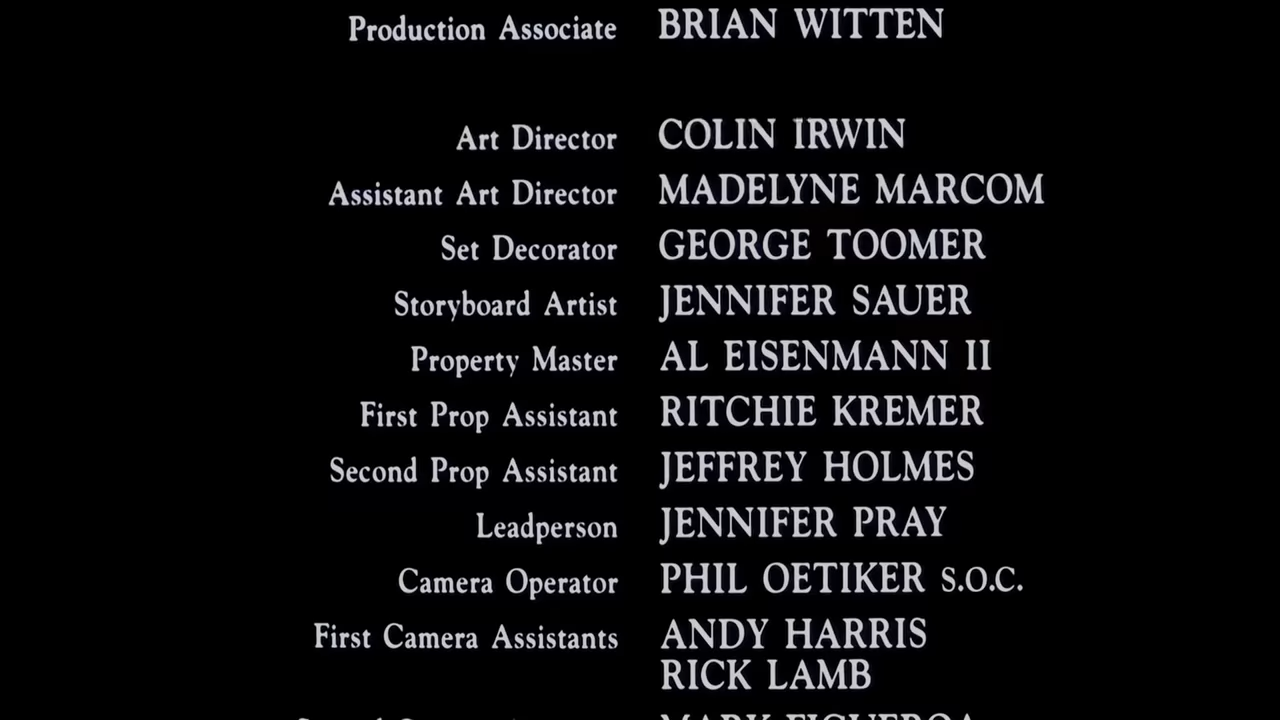 Production Associate BRIAN WITTEN
Art Director COLIN IRWIN
Assistant Art Director MADELYNE MARCOM
Set Decorator GEORGE TOOMER
Storyboard Artist JENNIFER SAUER
Property Master AL EISENMANN II
First Prop Assistant RITCHIE KREMER
Second Prop Assistant JEFFREY HOLMES
Leadperson JENNIFER PRAY
Camera Operator PHIL OETIKER S.O.C.
First Camera Assistants ANDY HARRIS
RICK LAMB
MARK FIGUEROA